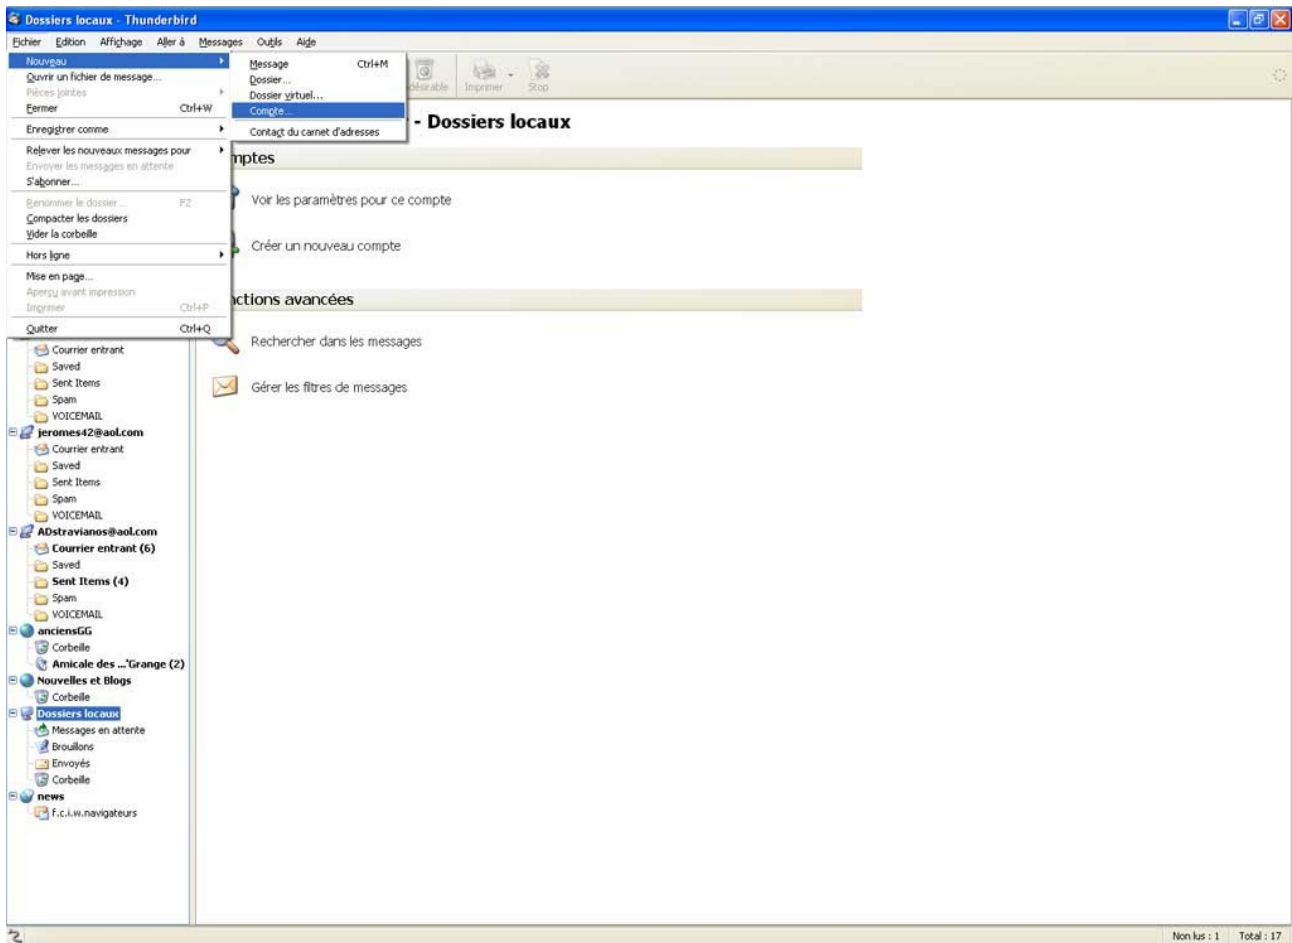 Dossiers locaux - Thunderbird
Fichier Edition Affichage Aller à Messages Outils Aide
Nouveau
Ouvrir un fichier de message...
Pièces jointes
Fermer Ctrl+W
Enregistrer comme
Relever les nouveaux messages pour
Envoyer les messages en attente
S'abonner...
Renommer le dossier... F2
Compacter les dossiers
Vider la corbeille
Hors ligne
Mise en page...
Aperçu avant impression
Imprimer Ctrl+P
Quitter Ctrl+Q
Message Ctrl+M
Dossier...
Dossier virtuel...
Compte...
Contact du carnet d'adresses
Imprimer Stop
- Dossiers locaux
mptes
Voir les paramètres pour ce compte
Créer un nouveau compte
nctions avancées
Rechercher dans les messages
Gérer les filtres de messages
Courrier entrant
Saved
Sent Items
Spam
VOICEMAIL
jeromes42@aol.com
Courrier entrant
Saved
Sent Items
Spam
VOICEMAIL
ADstravianos@aol.com
Courrier entrant (6)
Saved
Sent Items (4)
Spam
VOICEMAIL
anciensGG
Corbeille
Amicale des ...'Grange (2)
Nouvelles et Blogs
Corbeille
Dossiers locaux
Messages en attente
Brouillons
Envoyés
Corbeille
news
f.c.i.w.navigateurs
Non lus : 1 Total : 17